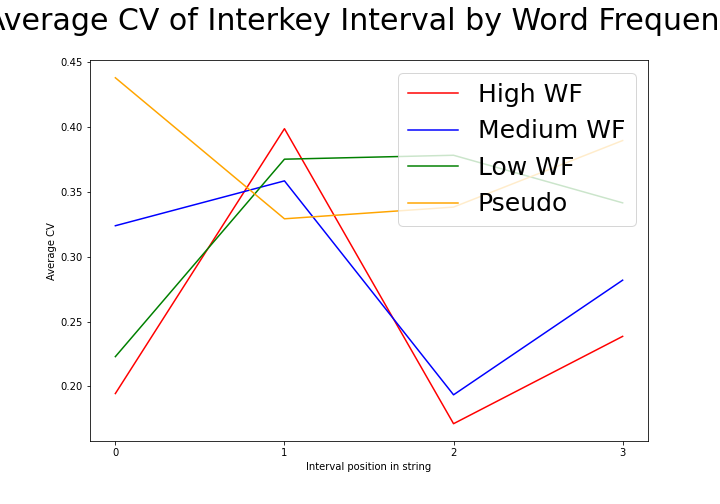 Average CV of Interkey Interval by Word Frequen
0.45
0.40
0.35
0.30
0.25
0.20
Average CV
High WF
Medium WF
Low WF
Pseudo
0 1 2 3
Interval position in string